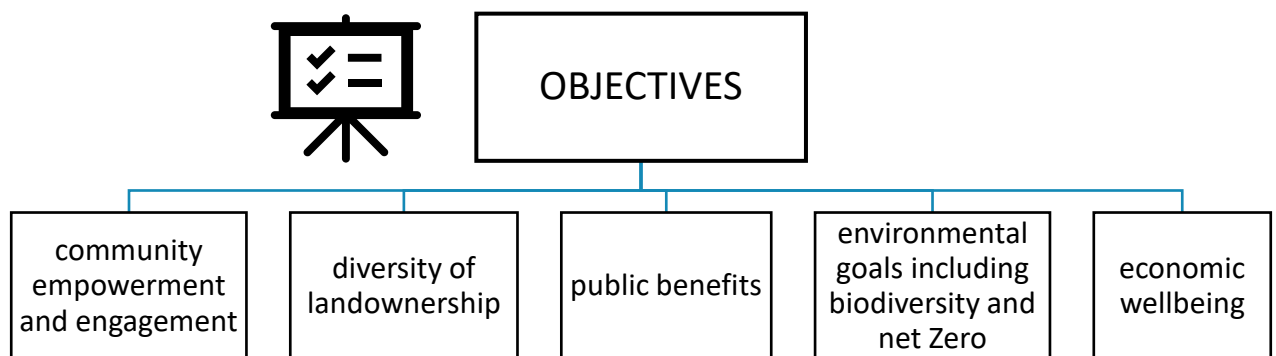 OBJECTIVES
community
empowerment
and engagement
diversity of
landownership
public benefits
environmental
goals including
biodiversity and
net Zero
economic
wellbeing